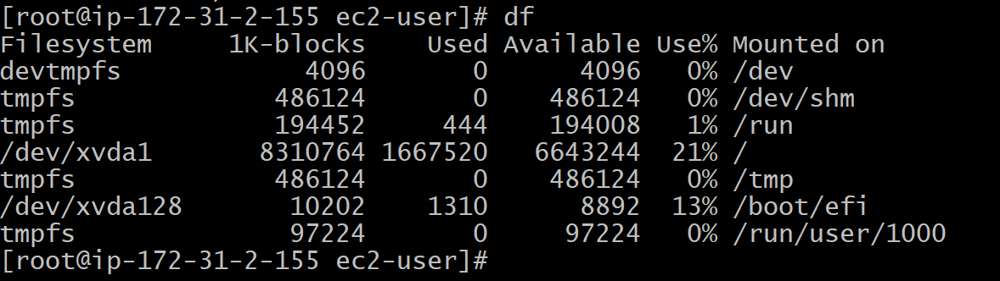 [root@ip-172-31-2-155 ec2-user]# df
Filesystem     1K-blocks    Used Available Use% Mounted on
devtmpfs            4096       0      4096   0% /dev
tmpfs             486124       0    486124   0% /dev/shm
tmpfs             194452     444    194008   1% /run
/dev/xvda1       8310764 1667520   6643244  21% /
tmpfs             486124       0    486124   0% /tmp
/dev/xvda128       10202    1310      8892  13% /boot/efi
tmpfs              97224       0     97224   0% /run/user/1000
[root@ip-172-31-2-155 ec2-user]#